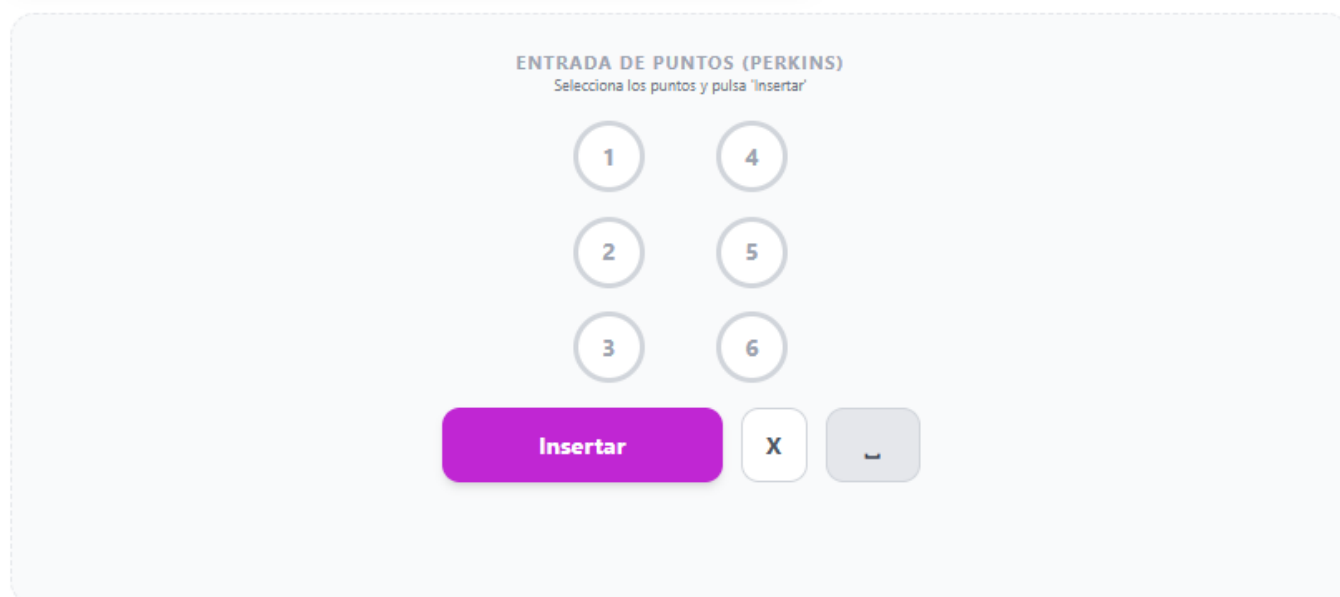 ENTRADA DE PUNTOS (PERKINS)
Selecciona los puntos y pulsa 'Insertar'
1 4
2 5
3 6
Insertar X ⎵